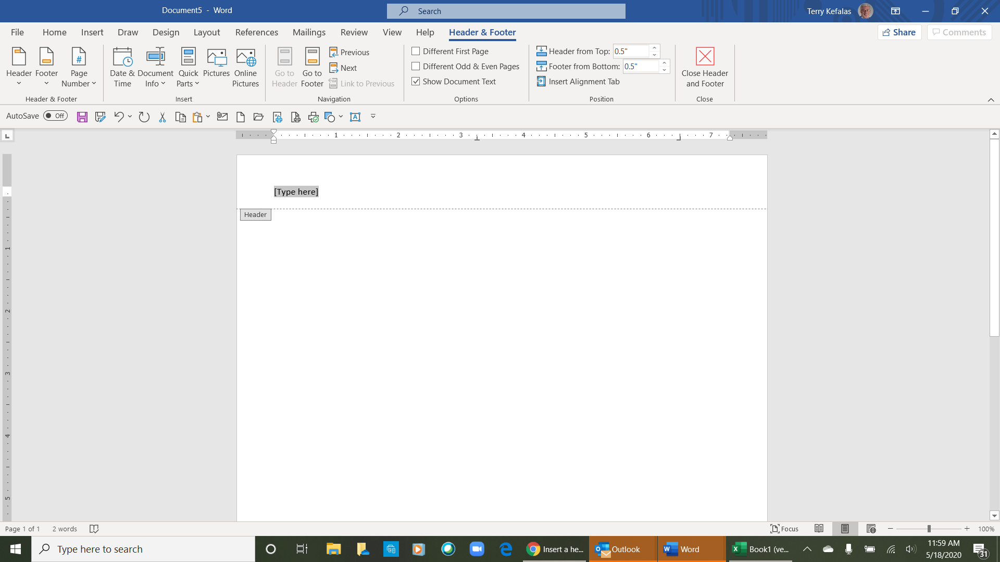 Document5 - Word
Search
Terry Kefalas
File Home Insert Draw Design Layout References Mailings Review View Help Header & Footer
Share Comments
Header
Footer
Page Number
Header & Footer
Date & Time
Document Info
Quick Parts
Pictures
Online Pictures
Insert
Go to Header
Go to Footer
Previous
Next
Link to Previous
Navigation
Different First Page
Different Odd & Even Pages
Show Document Text
Options
Header from Top: 0.5"
Footer from Bottom: 0.5"
Insert Alignment Tab
Position
Close Header and Footer
Close
AutoSave Off
A
1 2 3 4 5 6 7
[Type here]
Header
1
2
3
4
5
Page 1 of 1 2 words
Focus
100%
Type here to search
Insert a he...
Outlook
Word
Book1 (ve...
11:59 AM
5/18/2020
31